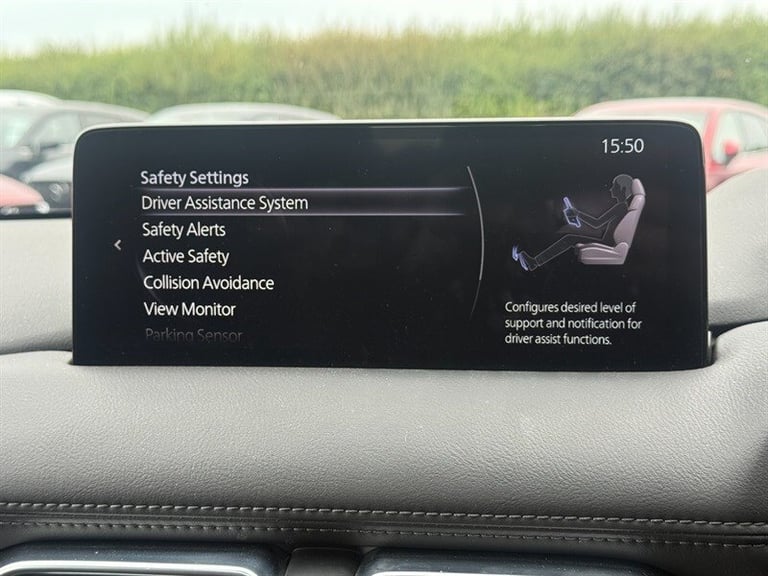 15:50
Safety Settings
Driver Assistance System
Safety Alerts
Active Safety
Collision Avoidance
View Monitor
Parking Sensor
Configures desired level of
support and notification for
driver assist functions.